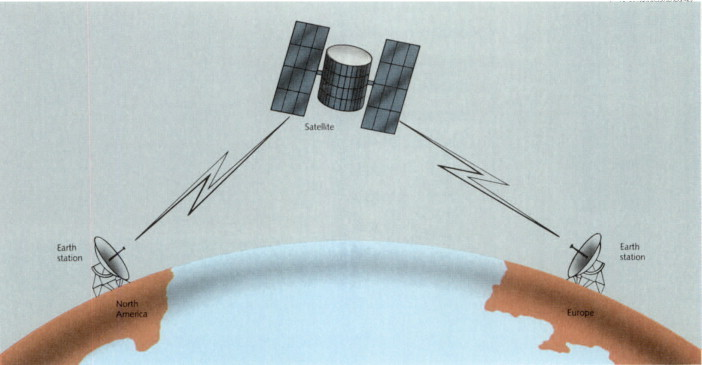 Satellite
Earth
station
Earth
station
North
America
Europe